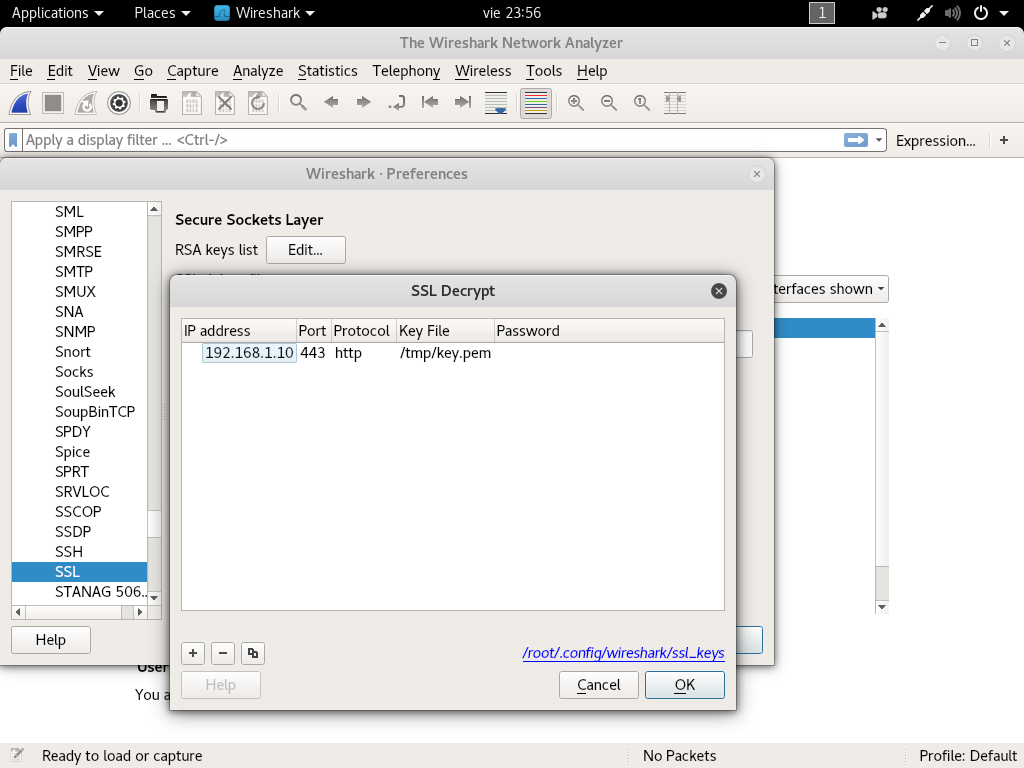 Applications Places Wireshark vie 23:56 1
The Wireshark Network Analyzer
File Edit View Go Capture Analyze Statistics Telephony Wireless Tools Help
Apply a display filter ... <Ctrl-/> Expression... +
Wireshark · Preferences
SML
SMPP
SMRSE
SMTP
SMUX
SNA
SNMP
Snort
Socks
SoulSeek
SoupBinTCP
SPDY
Spice
SPRT
SRVLOC
SSCOP
SSDP
SSH
SSL
STANAG 506..
Help
Secure Sockets Layer
RSA keys list Edit...
terfaces shown
SSL Decrypt
IP address Port Protocol Key File Password
192.168.1.10 443 http /tmp/key.pem
/root/.config/wireshark/ssl_keys
Help Cancel OK
User
You a
Ready to load or capture No Packets Profile: Default